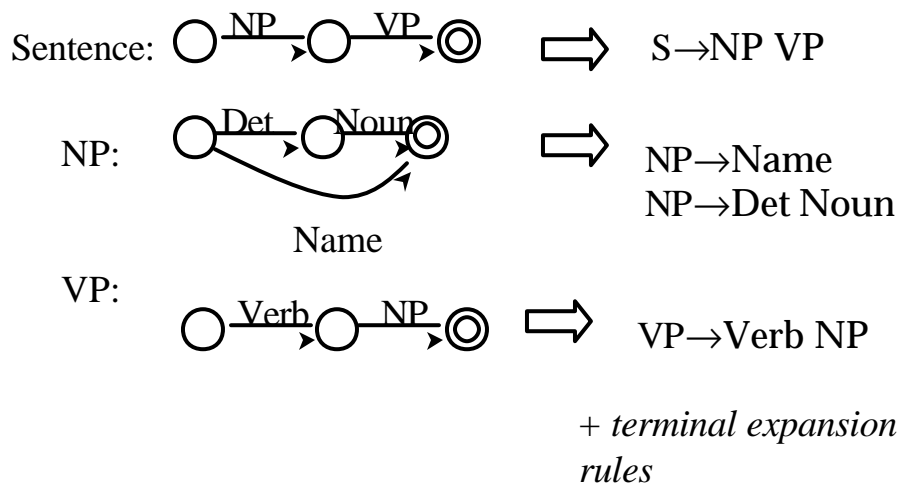 Sentence: NP VP S→NP VP
NP: Det Noun NP→Name
Name NP→Det Noun
VP: Verb NP VP→Verb NP
+ terminal expansion
rules